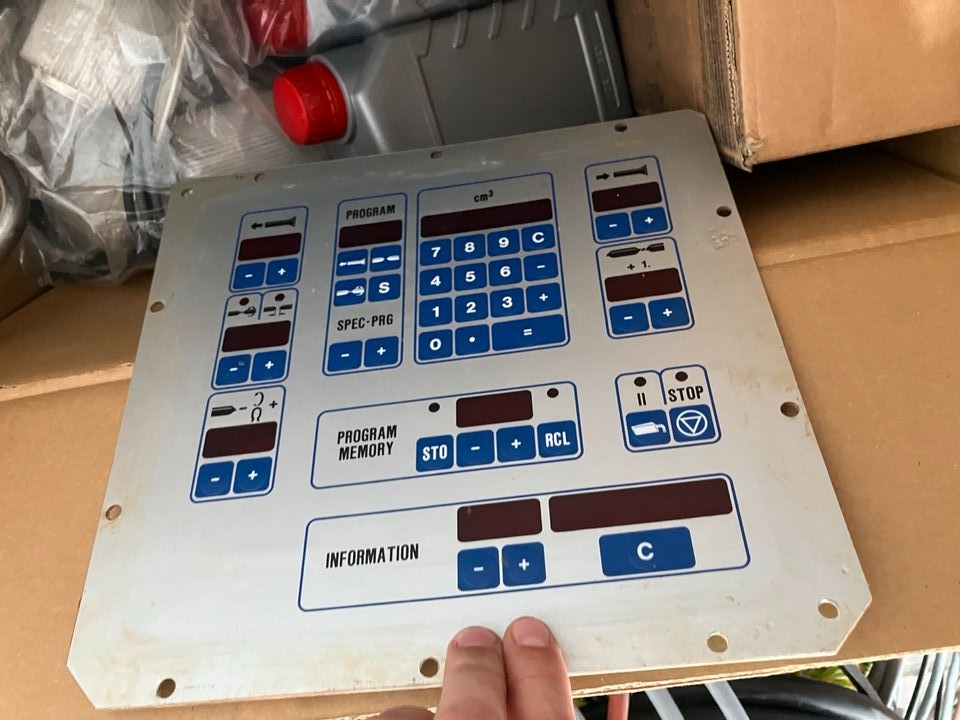 cm³
PROGRAM
7 8 9 C
4 5 6 -
1 2 3 +
0 . =
- +
S
SPEC-PRG
- +
- +
+ 1.
- +
- +
- Ω +
- +
II STOP
PROGRAM
MEMORY
STO - + RCL
INFORMATION
- + C